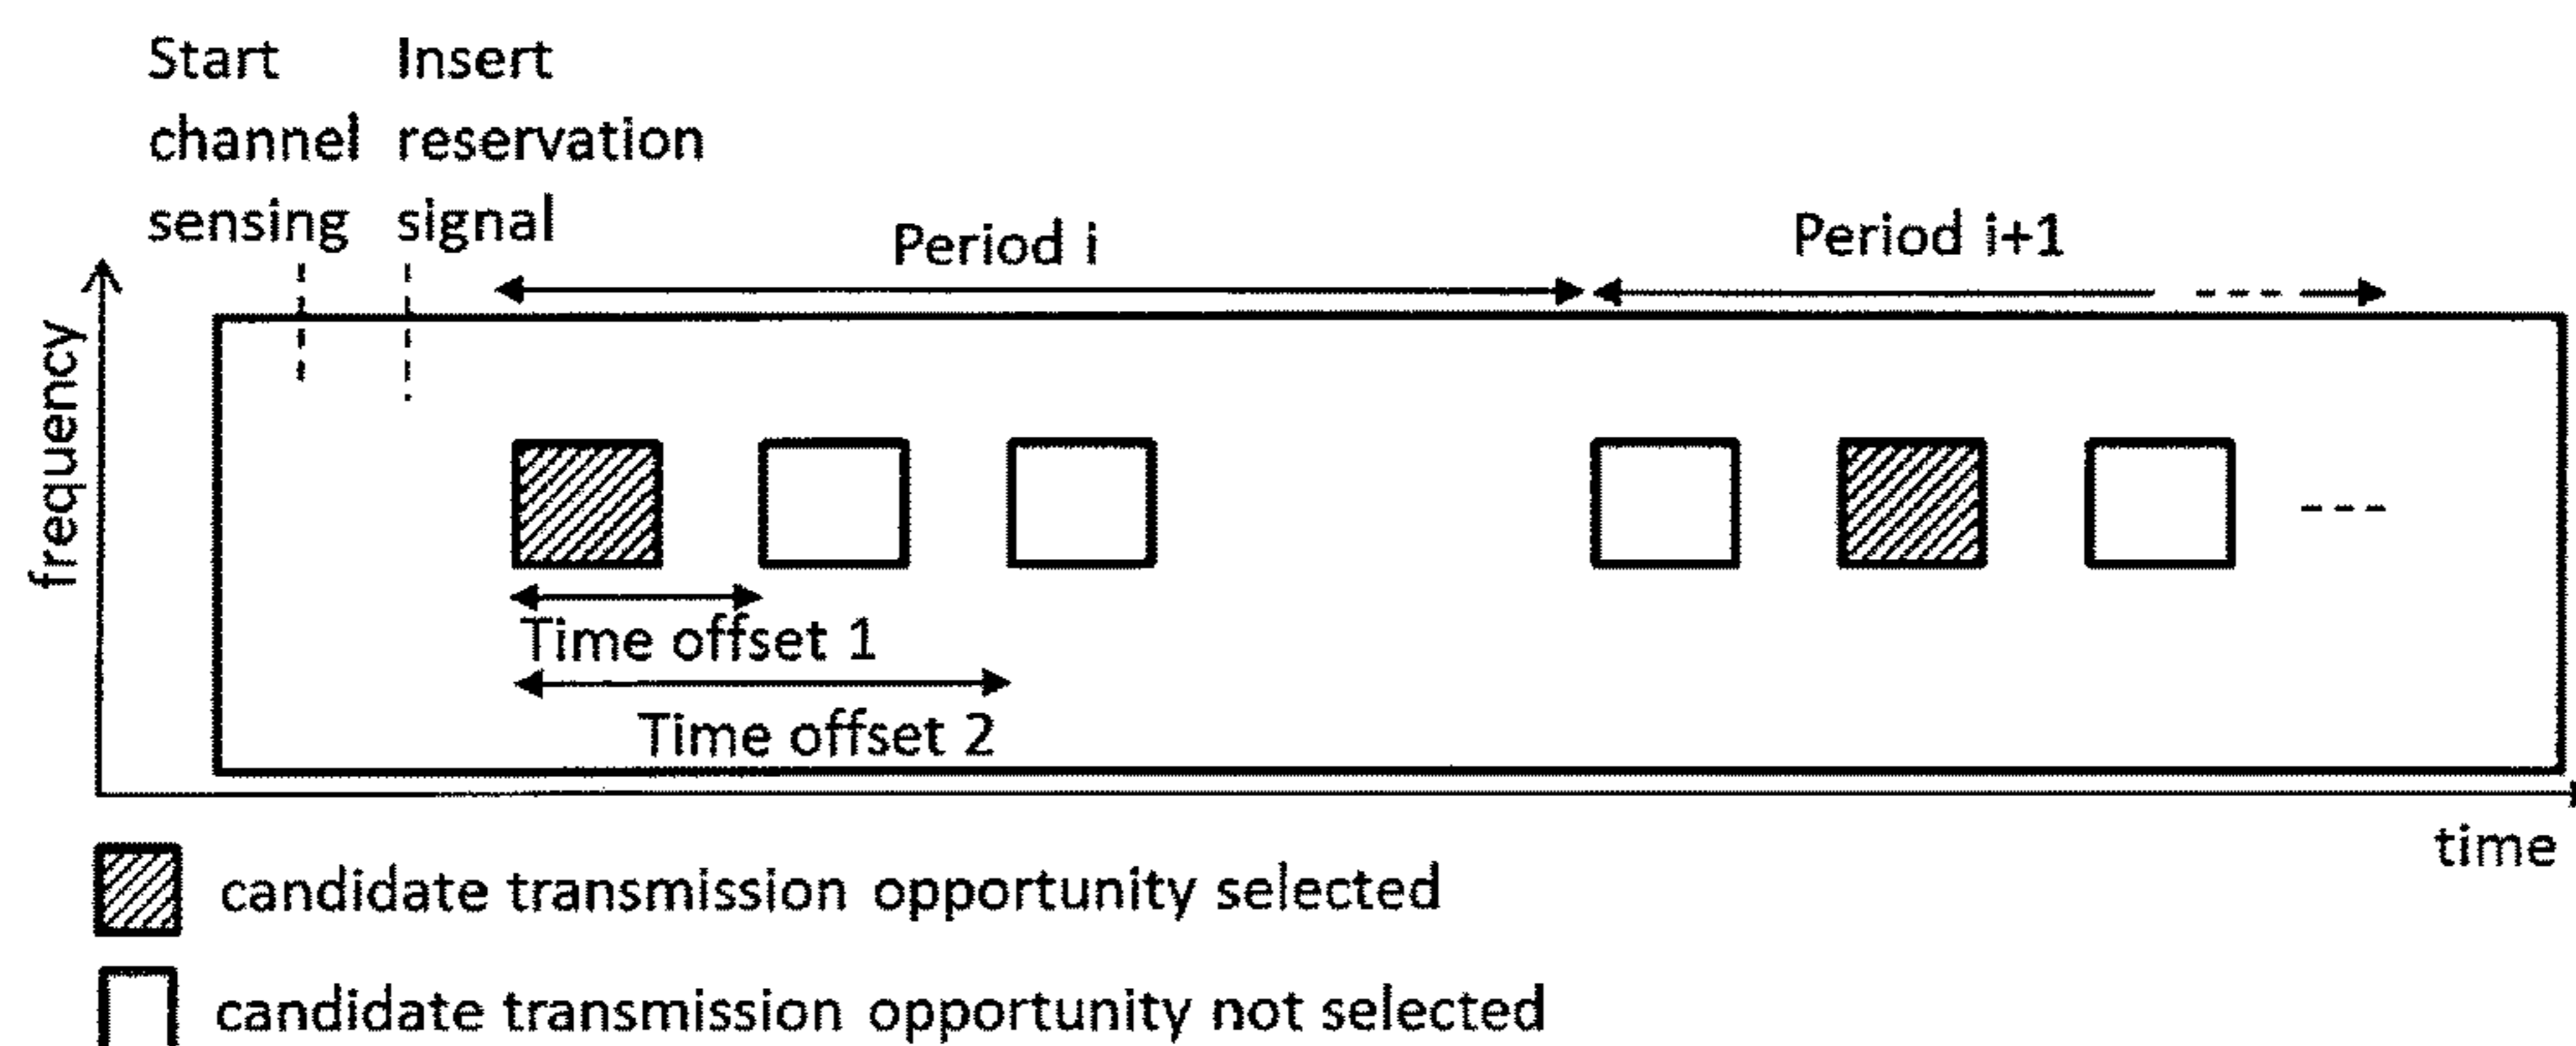 Start
channel
sensing
Insert
reservation
signal
Period i
Period i+1
frequency
Time offset 1
Time offset 2
time
candidate transmission opportunity selected
candidate transmission opportunity not selected